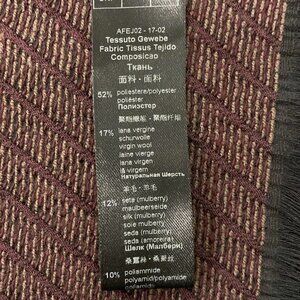 AFEJ02 - 17-02
Tessuto Gewebe
Fabric Tissus Tejido
Composicao
Ткань
面料 · 面料
52% poliestere/polyester
poliéster
Полиэстер
聚酯纖維 · 聚酯纤维
17% lana vergine
schurwolle
virgin wool
laine vierge
lana virgen
lã virgem
Натуральная Шерсть
羊毛 · 羊毛
12% seta (mulberry)
maulbeerseide
silk (mulberry)
soie mulberry
seda (mulberry)
seda (amoreira)
Шелк (Малбери)
桑蠶絲 · 桑蚕丝
10% poliammide
polyamid/polyamide